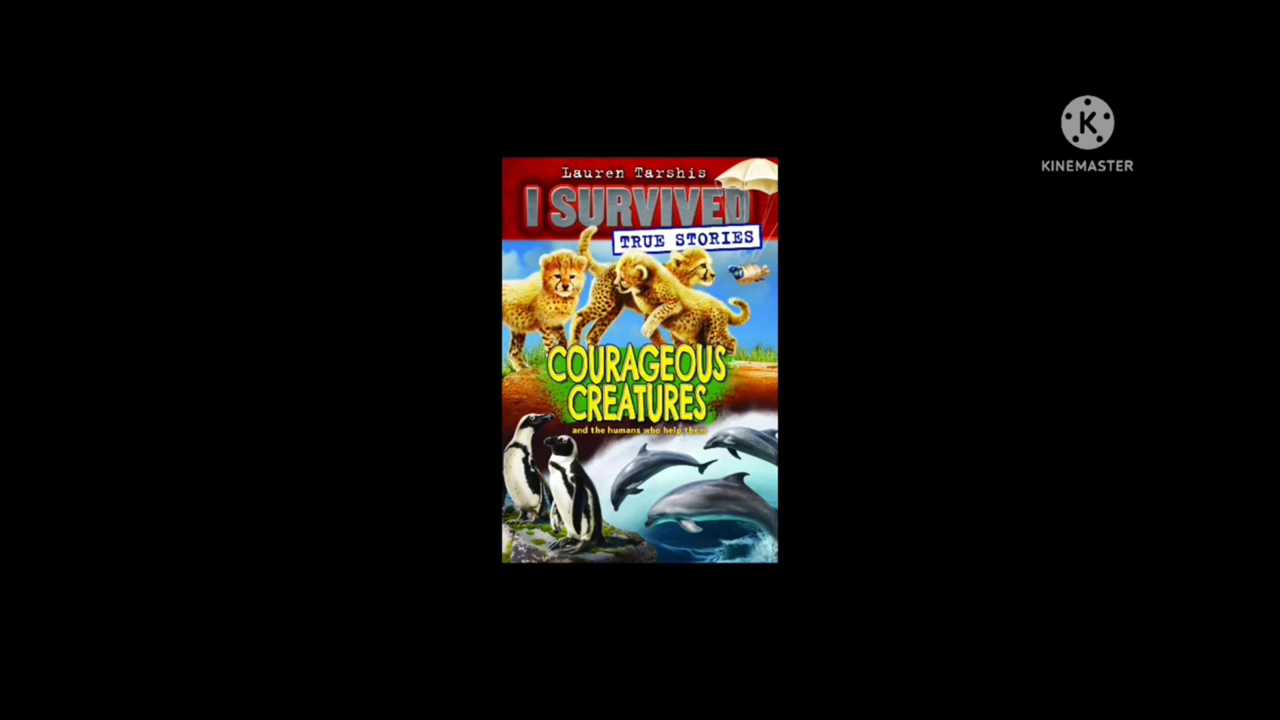 Lauren Tarshis
I SURVIVED
TRUE STORIES
COURAGEOUS
CREATURES
and the humans who help them
K
KINEMASTER